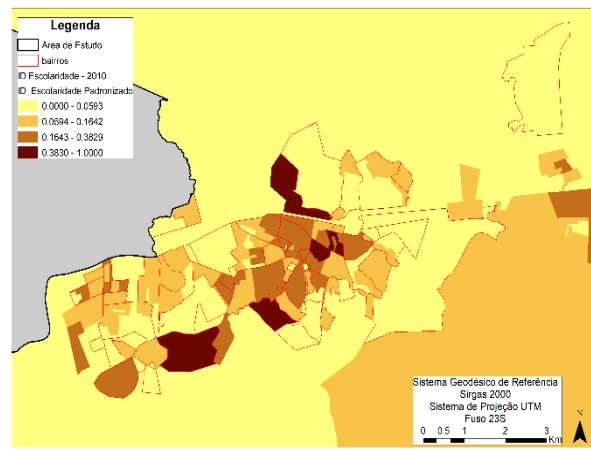 Legenda
Area de Estudo
bairros
ID Escolaridade - 2010
ID_Escolaridade Padronizado
0.0000 - 0.0593
0.0594 - 0.1642
0.1643 - 0.3829
0.3830 - 1.0000
Sistema Geodésico de Referência
Sirgas 2000
Sistema de Projeção UTM
Fuso 23S
0 0.5 1 2 3
Km
N